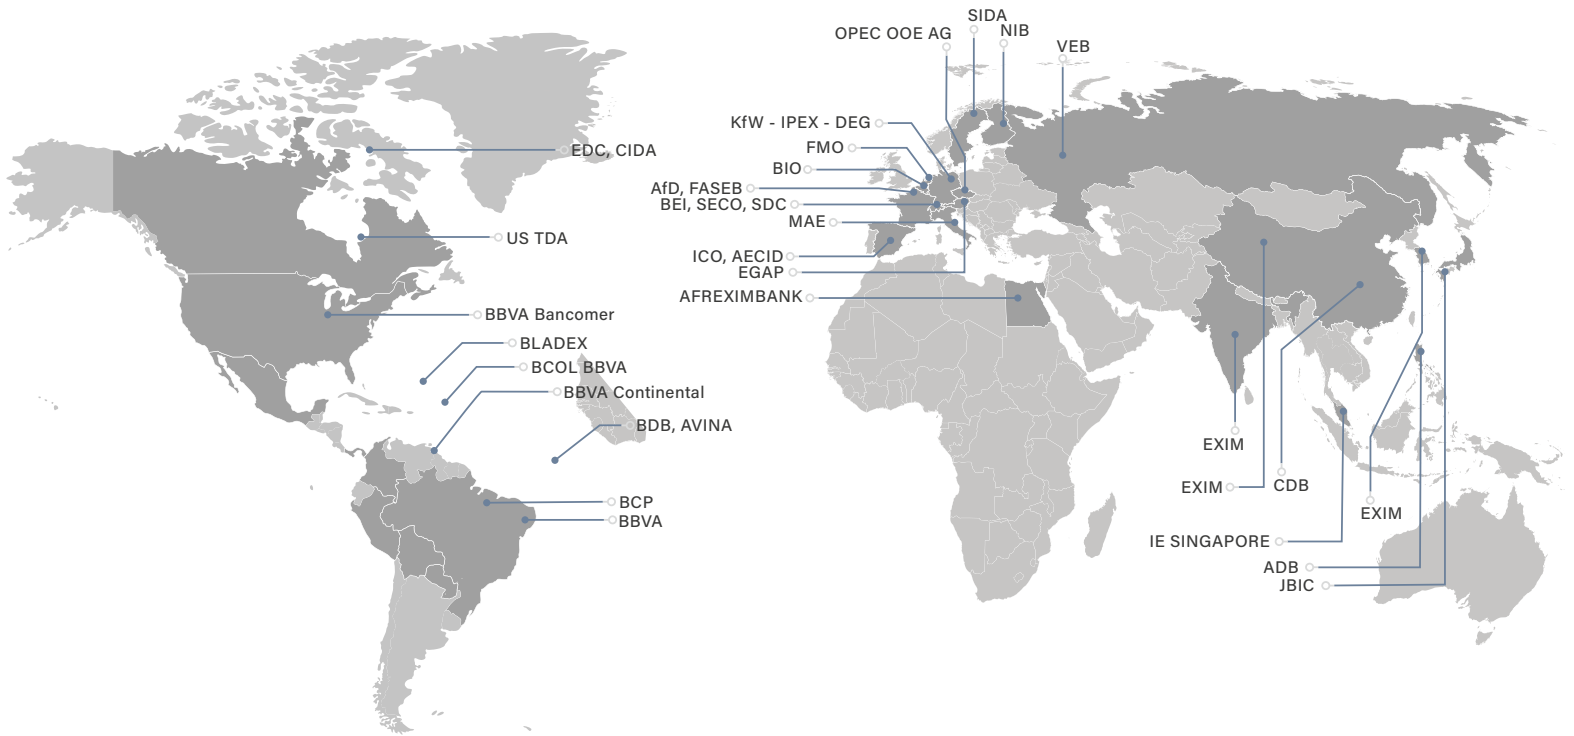 SIDA
NIB
OPEC OOE AG
VEB
KfW - IPEX - DEG
FMO
BIO
EDC, CIDA
AfD, FASEB
BEI, SECO, SDC
MAE
US TDA
ICO, AECID
EGAP
AFREXIMBANK
BBVA Bancomer
BLADEX
BCOL BBVA
BBVA Continental
BDB, AVINA
EXIM
EXIM
CDB
BCP
EXIM
BBVA
IE SINGAPORE
ADB
JBIC